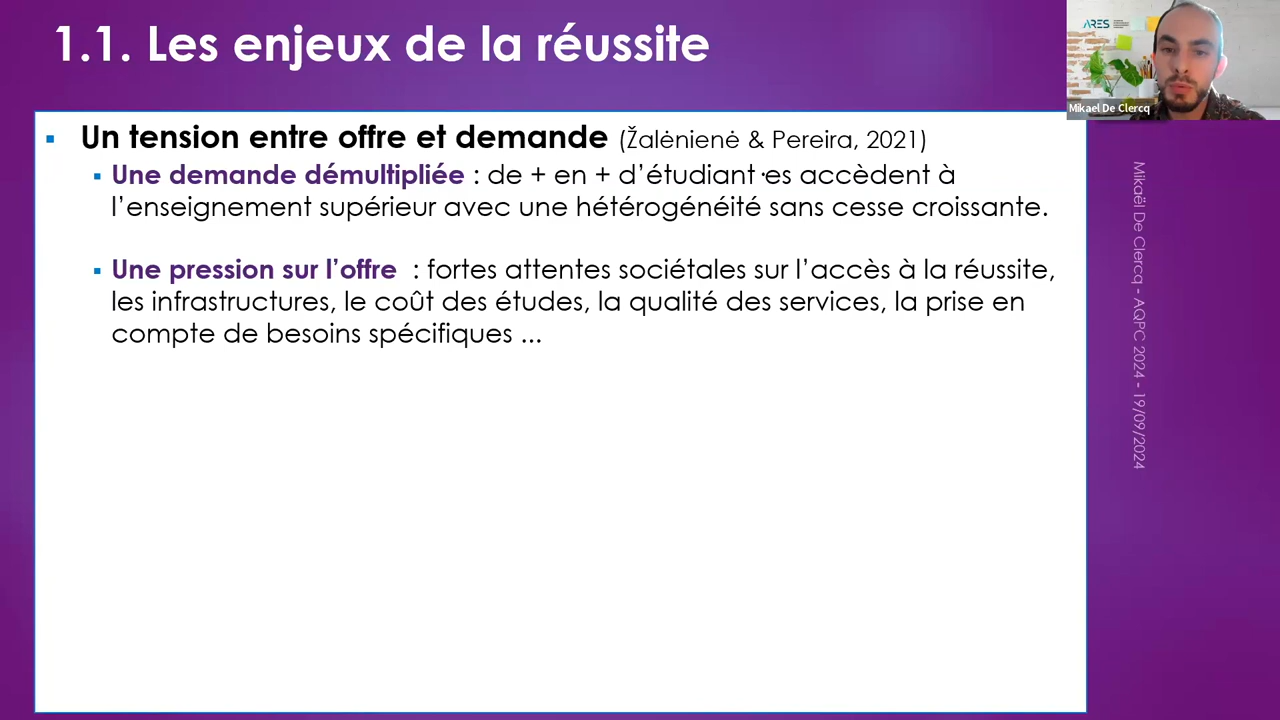 1.1. Les enjeux de la réussite
ARES
Mikael De Clercq
▪ Un tension entre offre et demande (Žalėnienė & Pereira, 2021)
▪ Une demande démultipliée : de + en + d’étudiant·es accèdent à
l’enseignement supérieur avec une hétérogénéité sans cesse croissante.
▪ Une pression sur l’offre : fortes attentes sociétales sur l’accès à la réussite,
les infrastructures, le coût des études, la qualité des services, la prise en
compte de besoins spécifiques ...
Mikaël De Clercq - AQPC 2024 - 19/09/2024